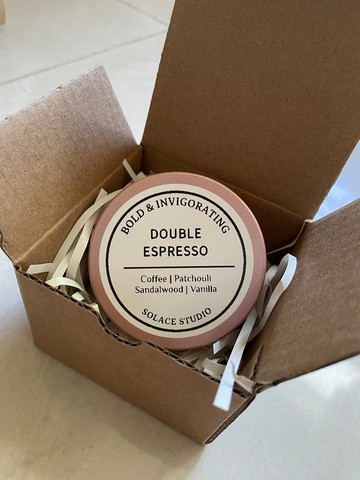 BOLD & INVIGORATING
DOUBLE
ESPRESSO
Coffee | Patchouli
Sandalwood | Vanilla
SOLACE STUDIO